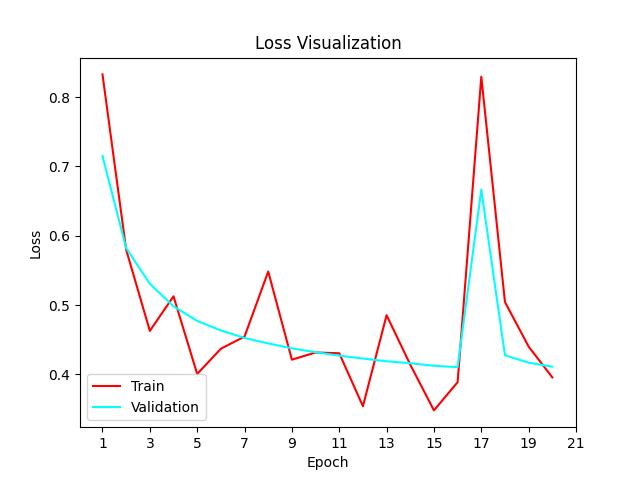 Loss Visualization
Loss
0.8
0.7
0.6
0.5
0.4
Train
Validation
1 3 5 7 9 11 13 15 17 19 21
Epoch